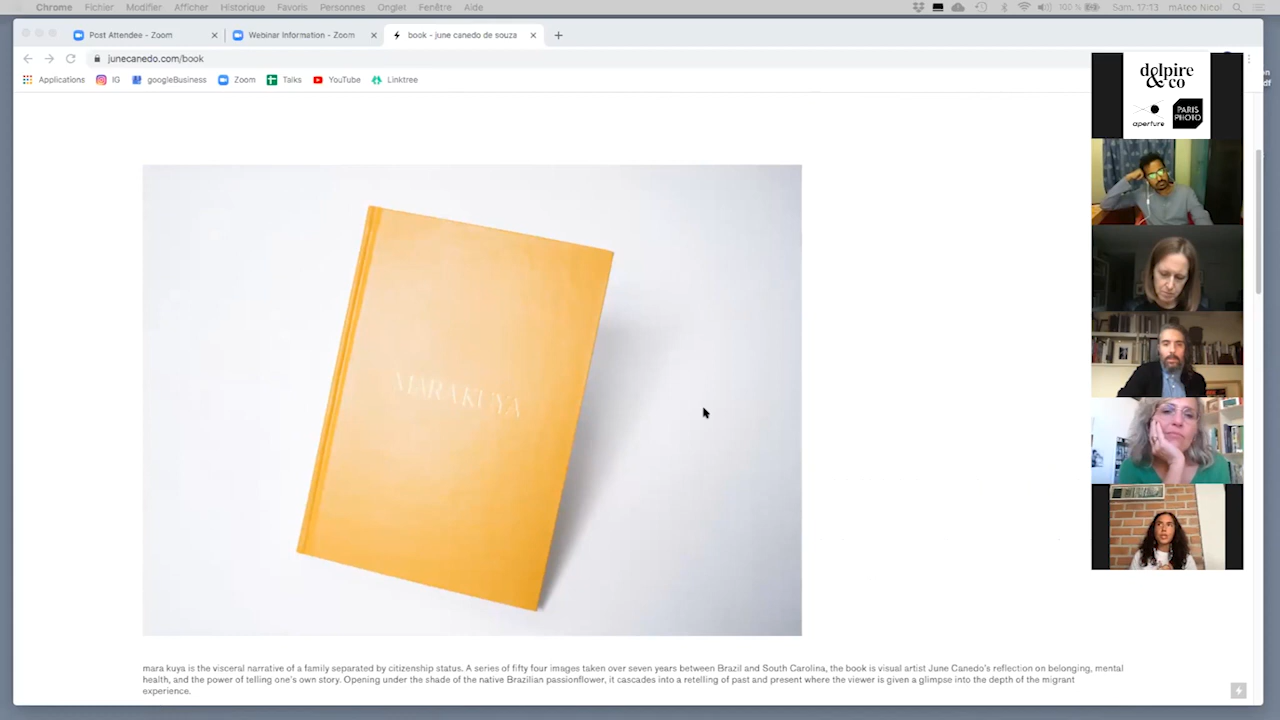 Chrome Fichier Modifier Afficher Historique Favoris Personnes Onglet Fenêtre Aide 100 % Sam. 17:13 mAteo Nicol
Post Attendee - Zoom Webinar Information - Zoom book - june canedo de souza
junecanedo.com/book
Applications IG googleBusiness Zoom Talks YouTube Linktree
delpire
& co
aperture
PARIS
PHOTO
MARA KUYA
mara kuya is the visceral narrative of a family separated by citizenship status. A series of fifty four images taken over seven years between Brazil and South Carolina, the book is visual artist June Canedo's reflection on belonging, mental
health, and the power of telling one's own story. Opening under the shade of the native Brazilian passionflower, it cascades into a retelling of past and present where the viewer is given a glimpse into the depth of the migrant
experience.